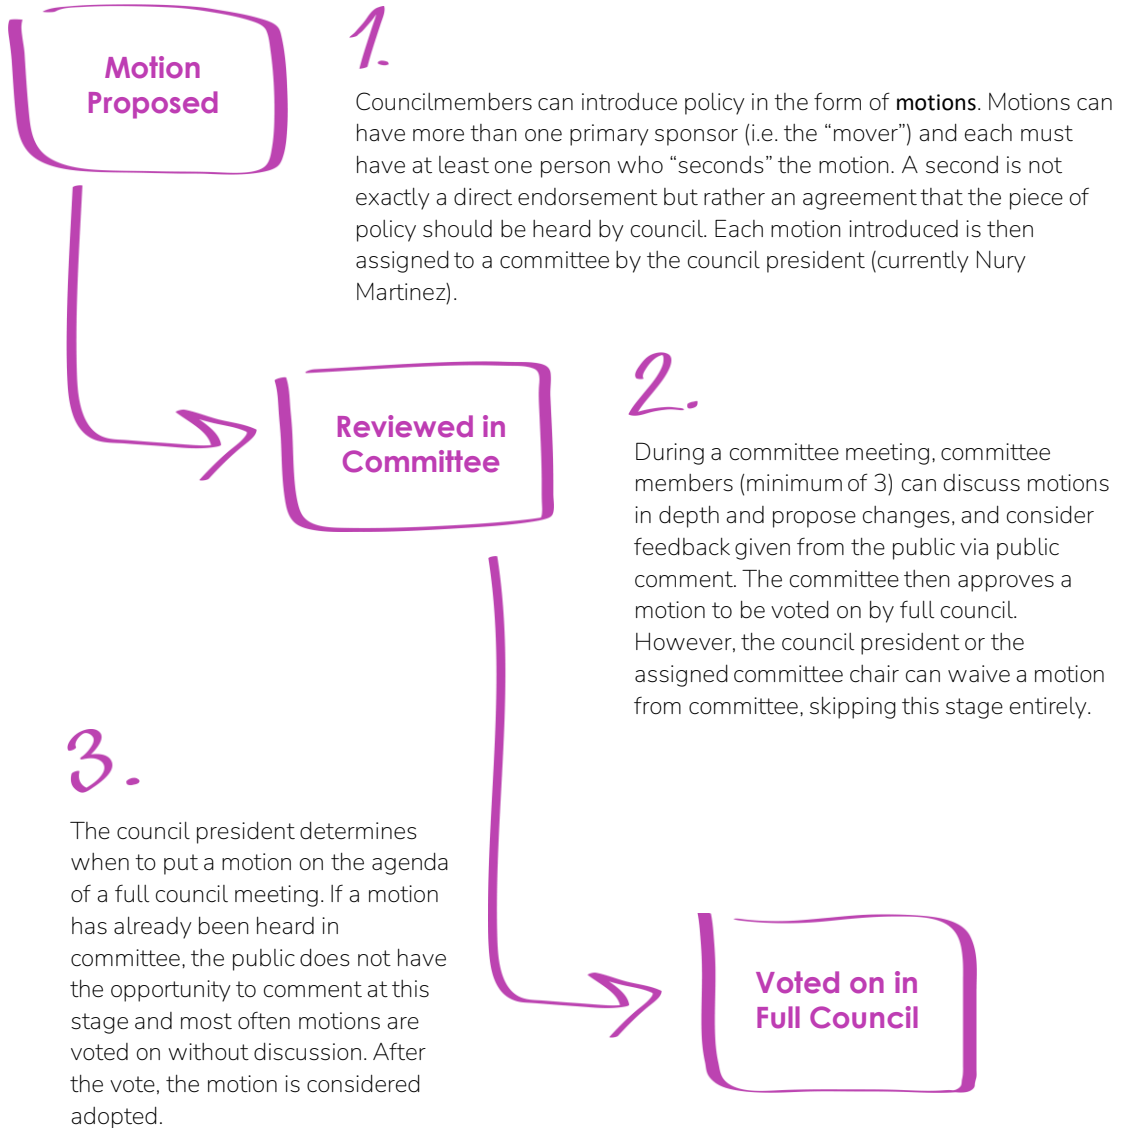 Motion
Proposed
1.
Councilmembers can introduce policy in the form of motions. Motions can
have more than one primary sponsor (i.e. the “mover”) and each must
have at least one person who “seconds” the motion. A second is not
exactly a direct endorsement but rather an agreement that the piece of
policy should be heard by council. Each motion introduced is then
assigned to a committee by the council president (currently Nury
Martinez).
Reviewed in
Committee
2.
During a committee meeting, committee
members (minimum of 3) can discuss motions
in depth and propose changes, and consider
feedback given from the public via public
comment. The committee then approves a
motion to be voted on by full council.
However, the council president or the
assigned committee chair can waive a motion
from committee, skipping this stage entirely.
3.
The council president determines
when to put a motion on the agenda
of a full council meeting. If a motion
has already been heard in
committee, the public does not have
the opportunity to comment at this
stage and most often motions are
voted on without discussion. After
the vote, the motion is considered
adopted.
Voted on in
Full Council